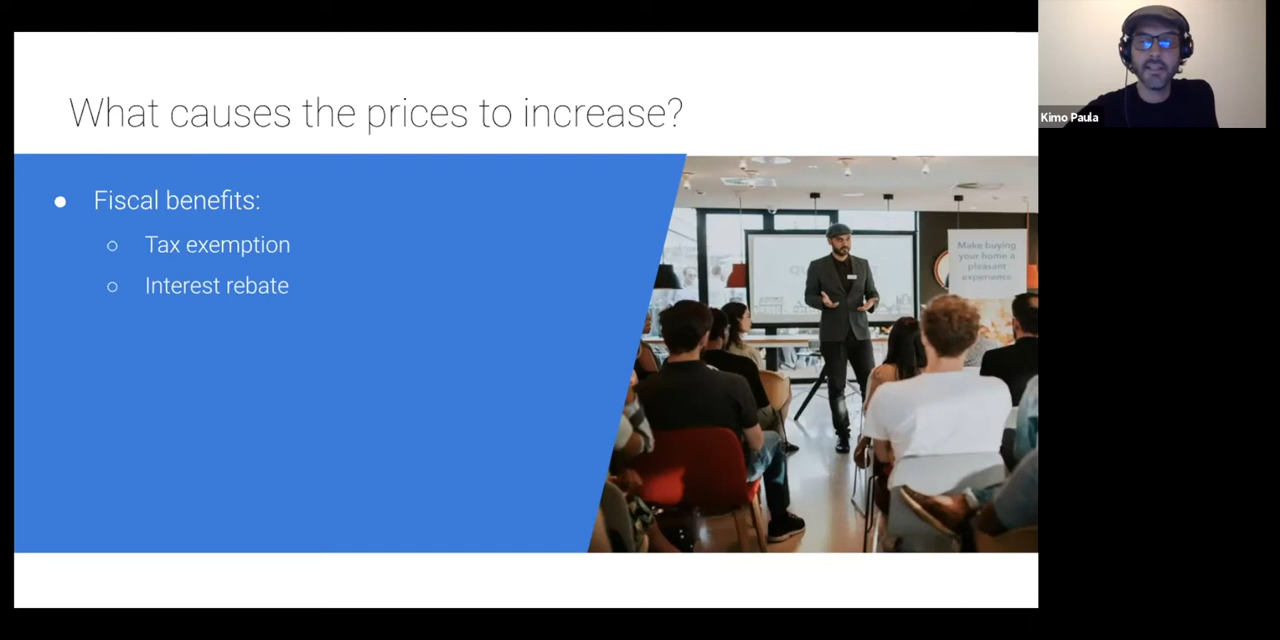 What causes the prices to increase?
Kimo Paula
● Fiscal benefits:
○ Tax exemption
○ Interest rebate
Make buying
your home a
pleasant
experience